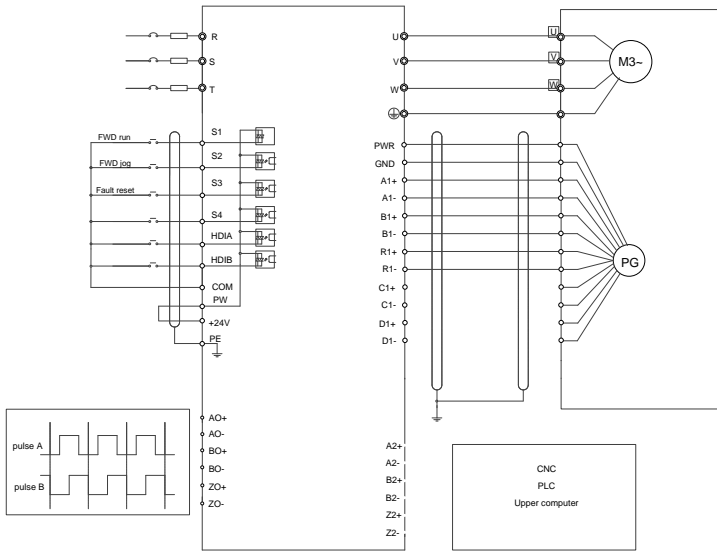 R
S
T
U
V
W
U
V
W
M3~
FWD run
FWD jog
Fault reset
S1
S2
S3
S4
HDIA
HDIB
COM
PW
+24V
PE
PWR
GND
A1+
A1-
B1+
B1-
R1+
R1-
C1+
C1-
D1+
D1-
PG
pulse A
pulse B
AO+
AO-
BO+
BO-
ZO+
ZO-
A2+
A2-
B2+
B2-
Z2+
Z2-
CNC
PLC
Upper computer